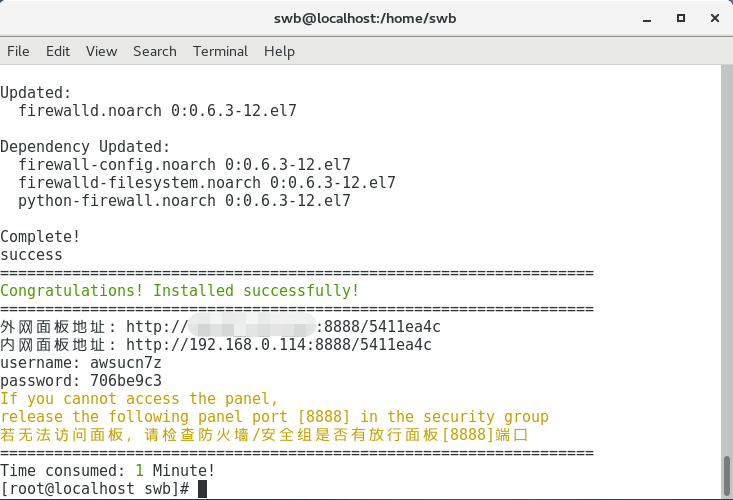 swb@localhost:/home/swb
File Edit View Search Terminal Help
Updated:
firewalld.noarch 0:0.6.3-12.el7
Dependency Updated:
firewall-config.noarch 0:0.6.3-12.el7
firewalld-filesystem.noarch 0:0.6.3-12.el7
python-firewall.noarch 0:0.6.3-12.el7
Complete!
success
==================================================================
Congratulations! Installed successfully!
==================================================================
外网面板地址: http:// :8888/5411ea4c
内网面板地址: http://192.168.0.114:8888/5411ea4c
username: awsucn7z
password: 706be9c3
If you cannot access the panel,
release the following panel port [8888] in the security group
若无法访问面板，请检查防火墙/安全组是否有放行面板[8888]端口
==================================================================
Time consumed: 1 Minute!
[root@localhost swb]#